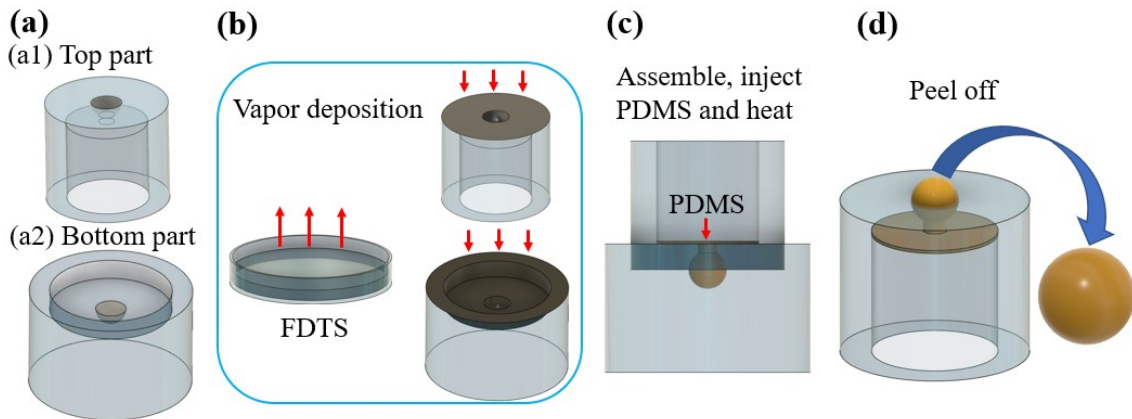 (a)
(a1) Top part
(a2) Bottom part
(b)
Vapor deposition
FDTS
(c)
Assemble, inject
PDMS and heat
PDMS
(d)
Peel off